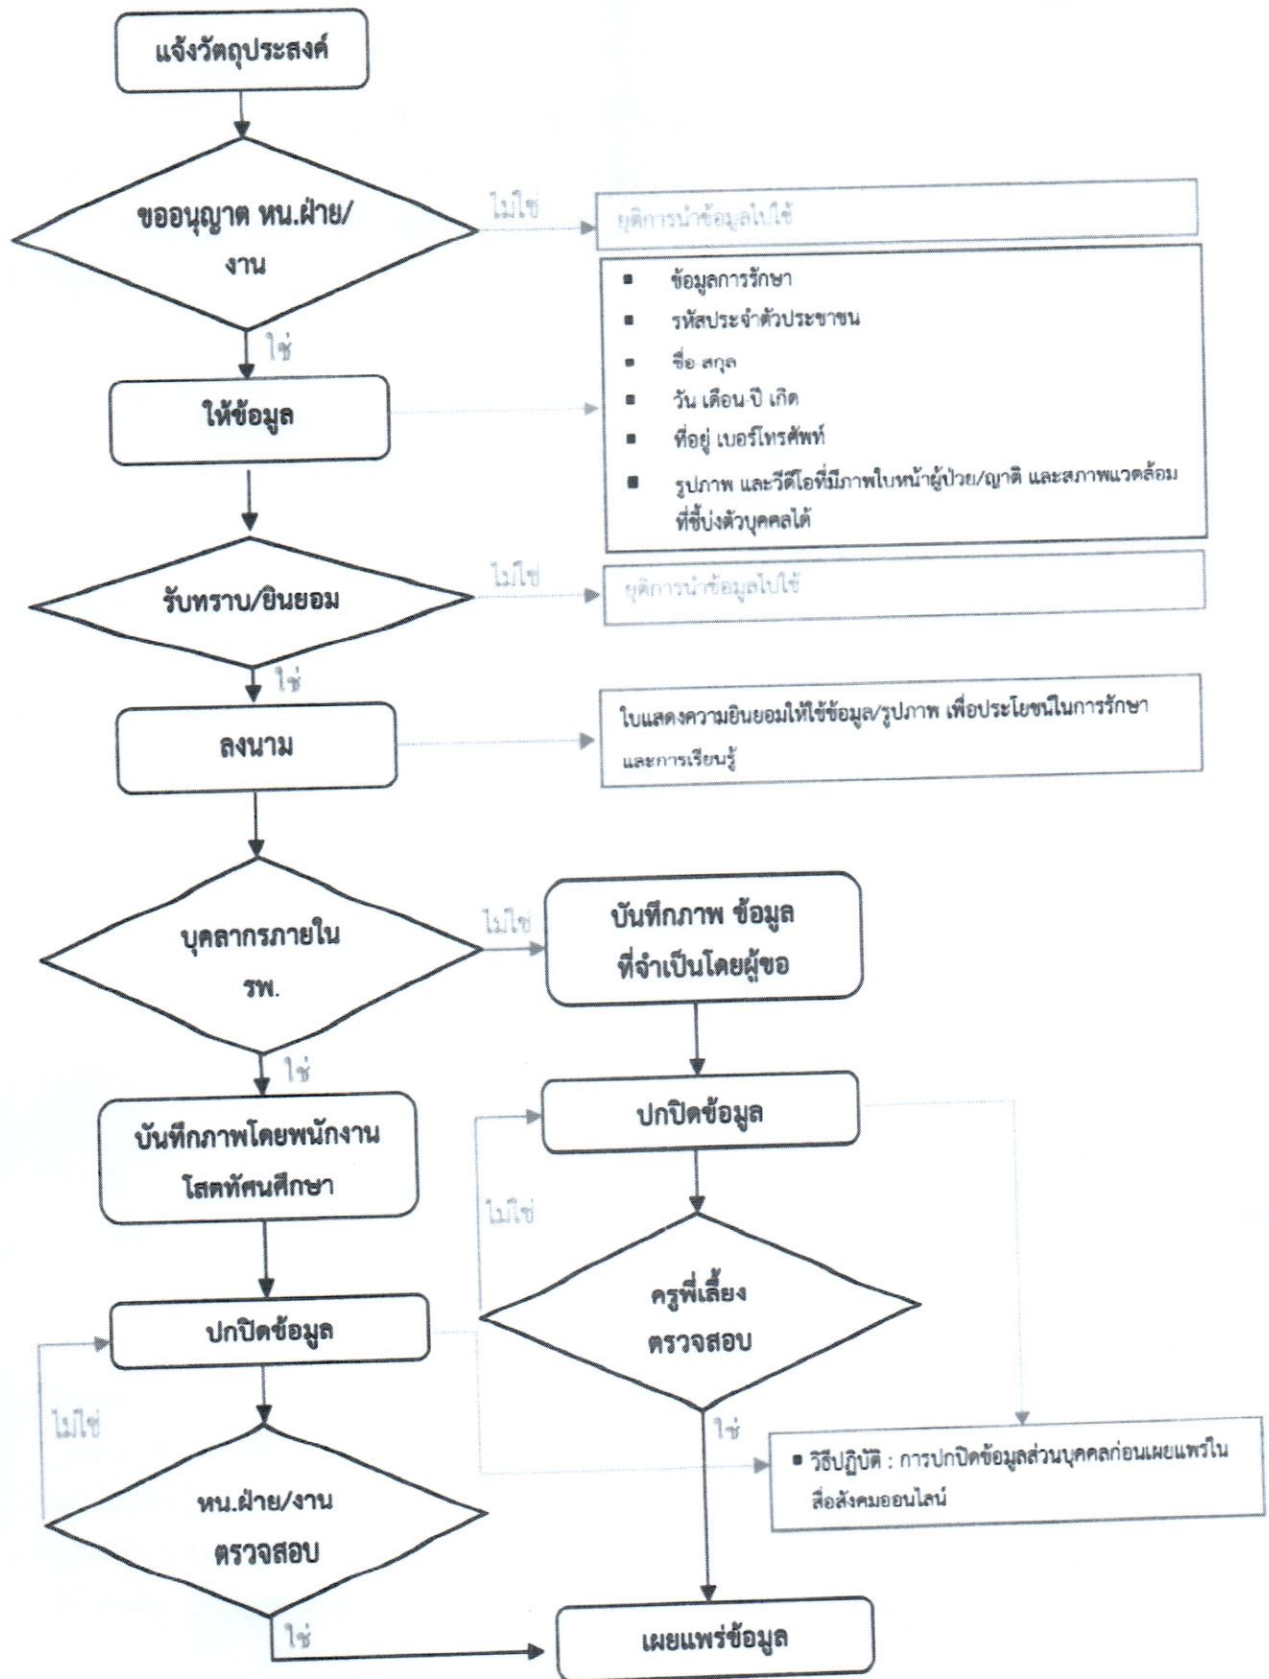 แจ้งวัตถุประสงค์
ขออนุญาต หน.ฝ่าย/
งาน
ไม่ใช่
ยุติการนำข้อมูลไปใช้
ใช่
ให้ข้อมูล
▪ ข้อมูลการรักษา
▪ รหัสประจำตัวประชาชน
▪ ชื่อ-สกุล
▪ วัน เดือน ปี เกิด
▪ ที่อยู่ เบอร์โทรศัพท์
▪ รูปภาพ และวีดีโอที่มีภาพใบหน้าผู้ป่วย/ญาติ และสภาพแวดล้อม
ที่ชี้บ่งตัวบุคคลได้
รับทราบ/ยินยอม
ไม่ใช่
ยุติการนำข้อมูลไปใช้
ใช่
ลงนาม
ใบแสดงความยินยอมให้ใช้ข้อมูล/รูปภาพ เพื่อประโยชน์ในการรักษา
และการเรียนรู้
บุคลากรภายใน
รพ.
ไม่ใช่
บันทึกภาพ ข้อมูล
ที่จำเป็นโดยผู้ขอ
ใช่
บันทึกภาพโดยพนักงาน
โสตทัศนศึกษา
ปกปิดข้อมูล
ไม่ใช่
ครูพี่เลี้ยง
ตรวจสอบ
ใช่
ปกปิดข้อมูล
ไม่ใช่
หน.ฝ่าย/งาน
ตรวจสอบ
ใช่
▪ วิธีปฏิบัติ : การปกปิดข้อมูลส่วนบุคคลก่อนเผยแพร่ใน
สื่อสังคมออนไลน์
เผยแพร่ข้อมูล